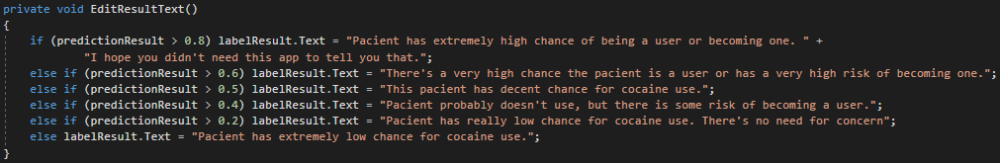 private void EditResultText()
{
if (predictionResult > 0.8) labelResult.Text = "Pacient has extremely high chance of being a user or becoming one. " +
"I hope you didn't need this app to tell you that.";
else if (predictionResult > 0.6) labelResult.Text = "There's a very high chance the pacient is a user or has a very high risk of becoming one.";
else if (predictionResult > 0.5) labelResult.Text = "This pacient has decent chance for cocaine use.";
else if (predictionResult > 0.4) labelResult.Text = "Pacient probably doesn't use, but there is some risk of becoming a user.";
else if (predictionResult > 0.2) labelResult.Text = "Pacient has really low chance for cocaine use. There's no need for concern";
else labelResult.Text = "Pacient has extremely low chance for cocaine use.";
}